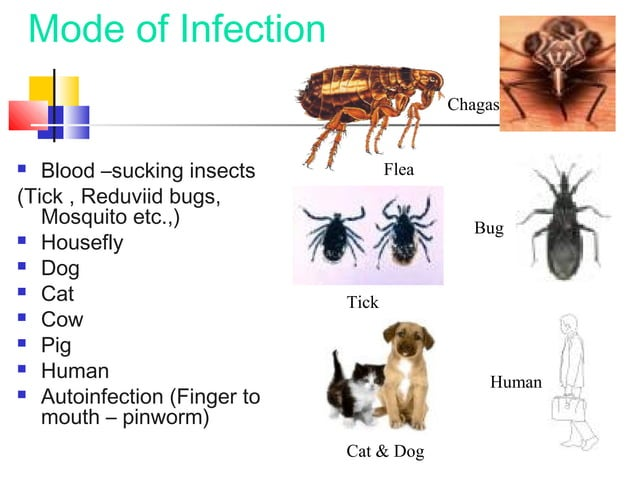 Mode of Infection
Blood –sucking insects
(Tick , Reduviid bugs,
Mosquito etc.,)
Housefly
Dog
Cat
Cow
Pig
Human
Autoinfection (Finger to
mouth – pinworm)
Chagas
Flea
Bug
Tick
Human
Cat & Dog